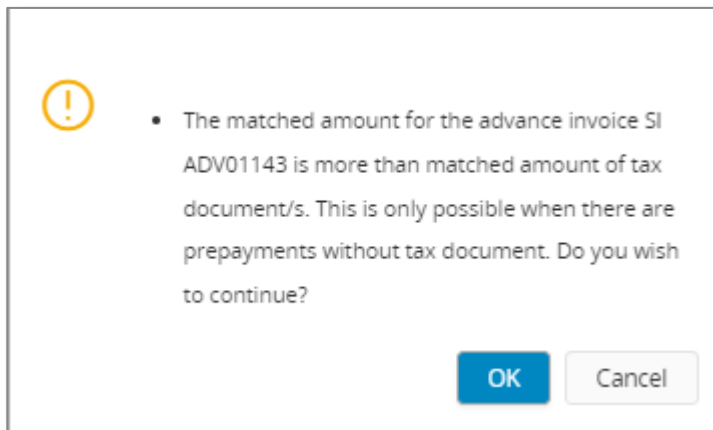 • The matched amount for the advance invoice SI
ADV01143 is more than matched amount of tax
document/s. This is only possible when there are
prepayments without tax document. Do you wish
to continue?
OK Cancel